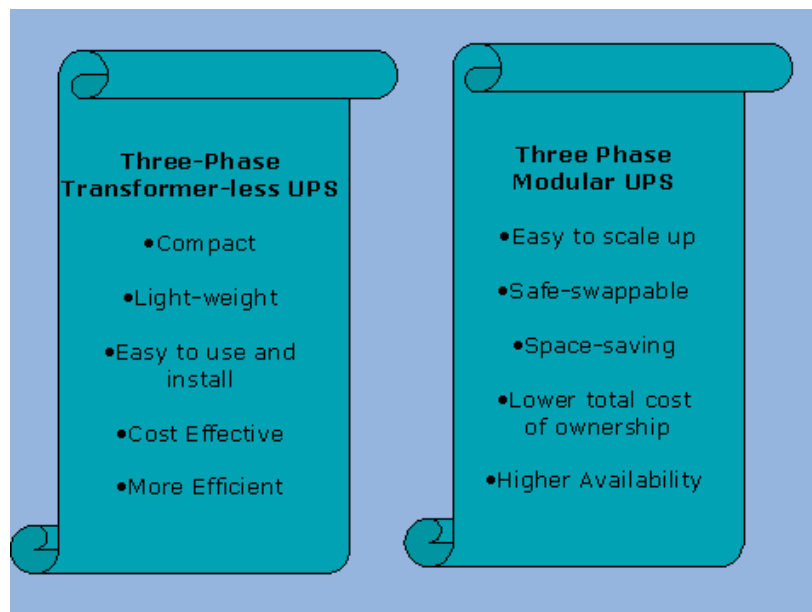 Three-Phase
Transformer-less UPS
•Compact
•Light-weight
•Easy to use and
install
•Cost Effective
•More Efficient
Three Phase
Modular UPS
•Easy to scale up
•Safe-swappable
•Space-saving
•Lower total cost
of ownership
•Higher Availability